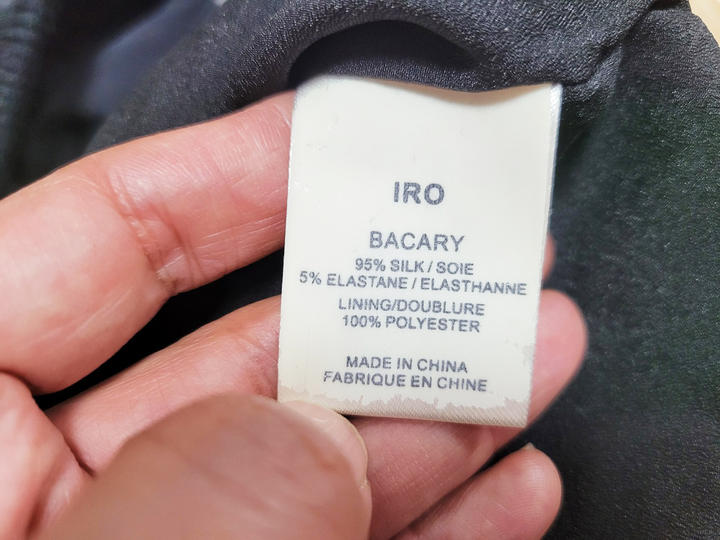 IRO
BACARY
95% SILK / SOIE
5% ELASTANE / ELASTHANNE
LINING/DOUBLURE
100% POLYESTER
MADE IN CHINA
FABRIQUE EN CHINE